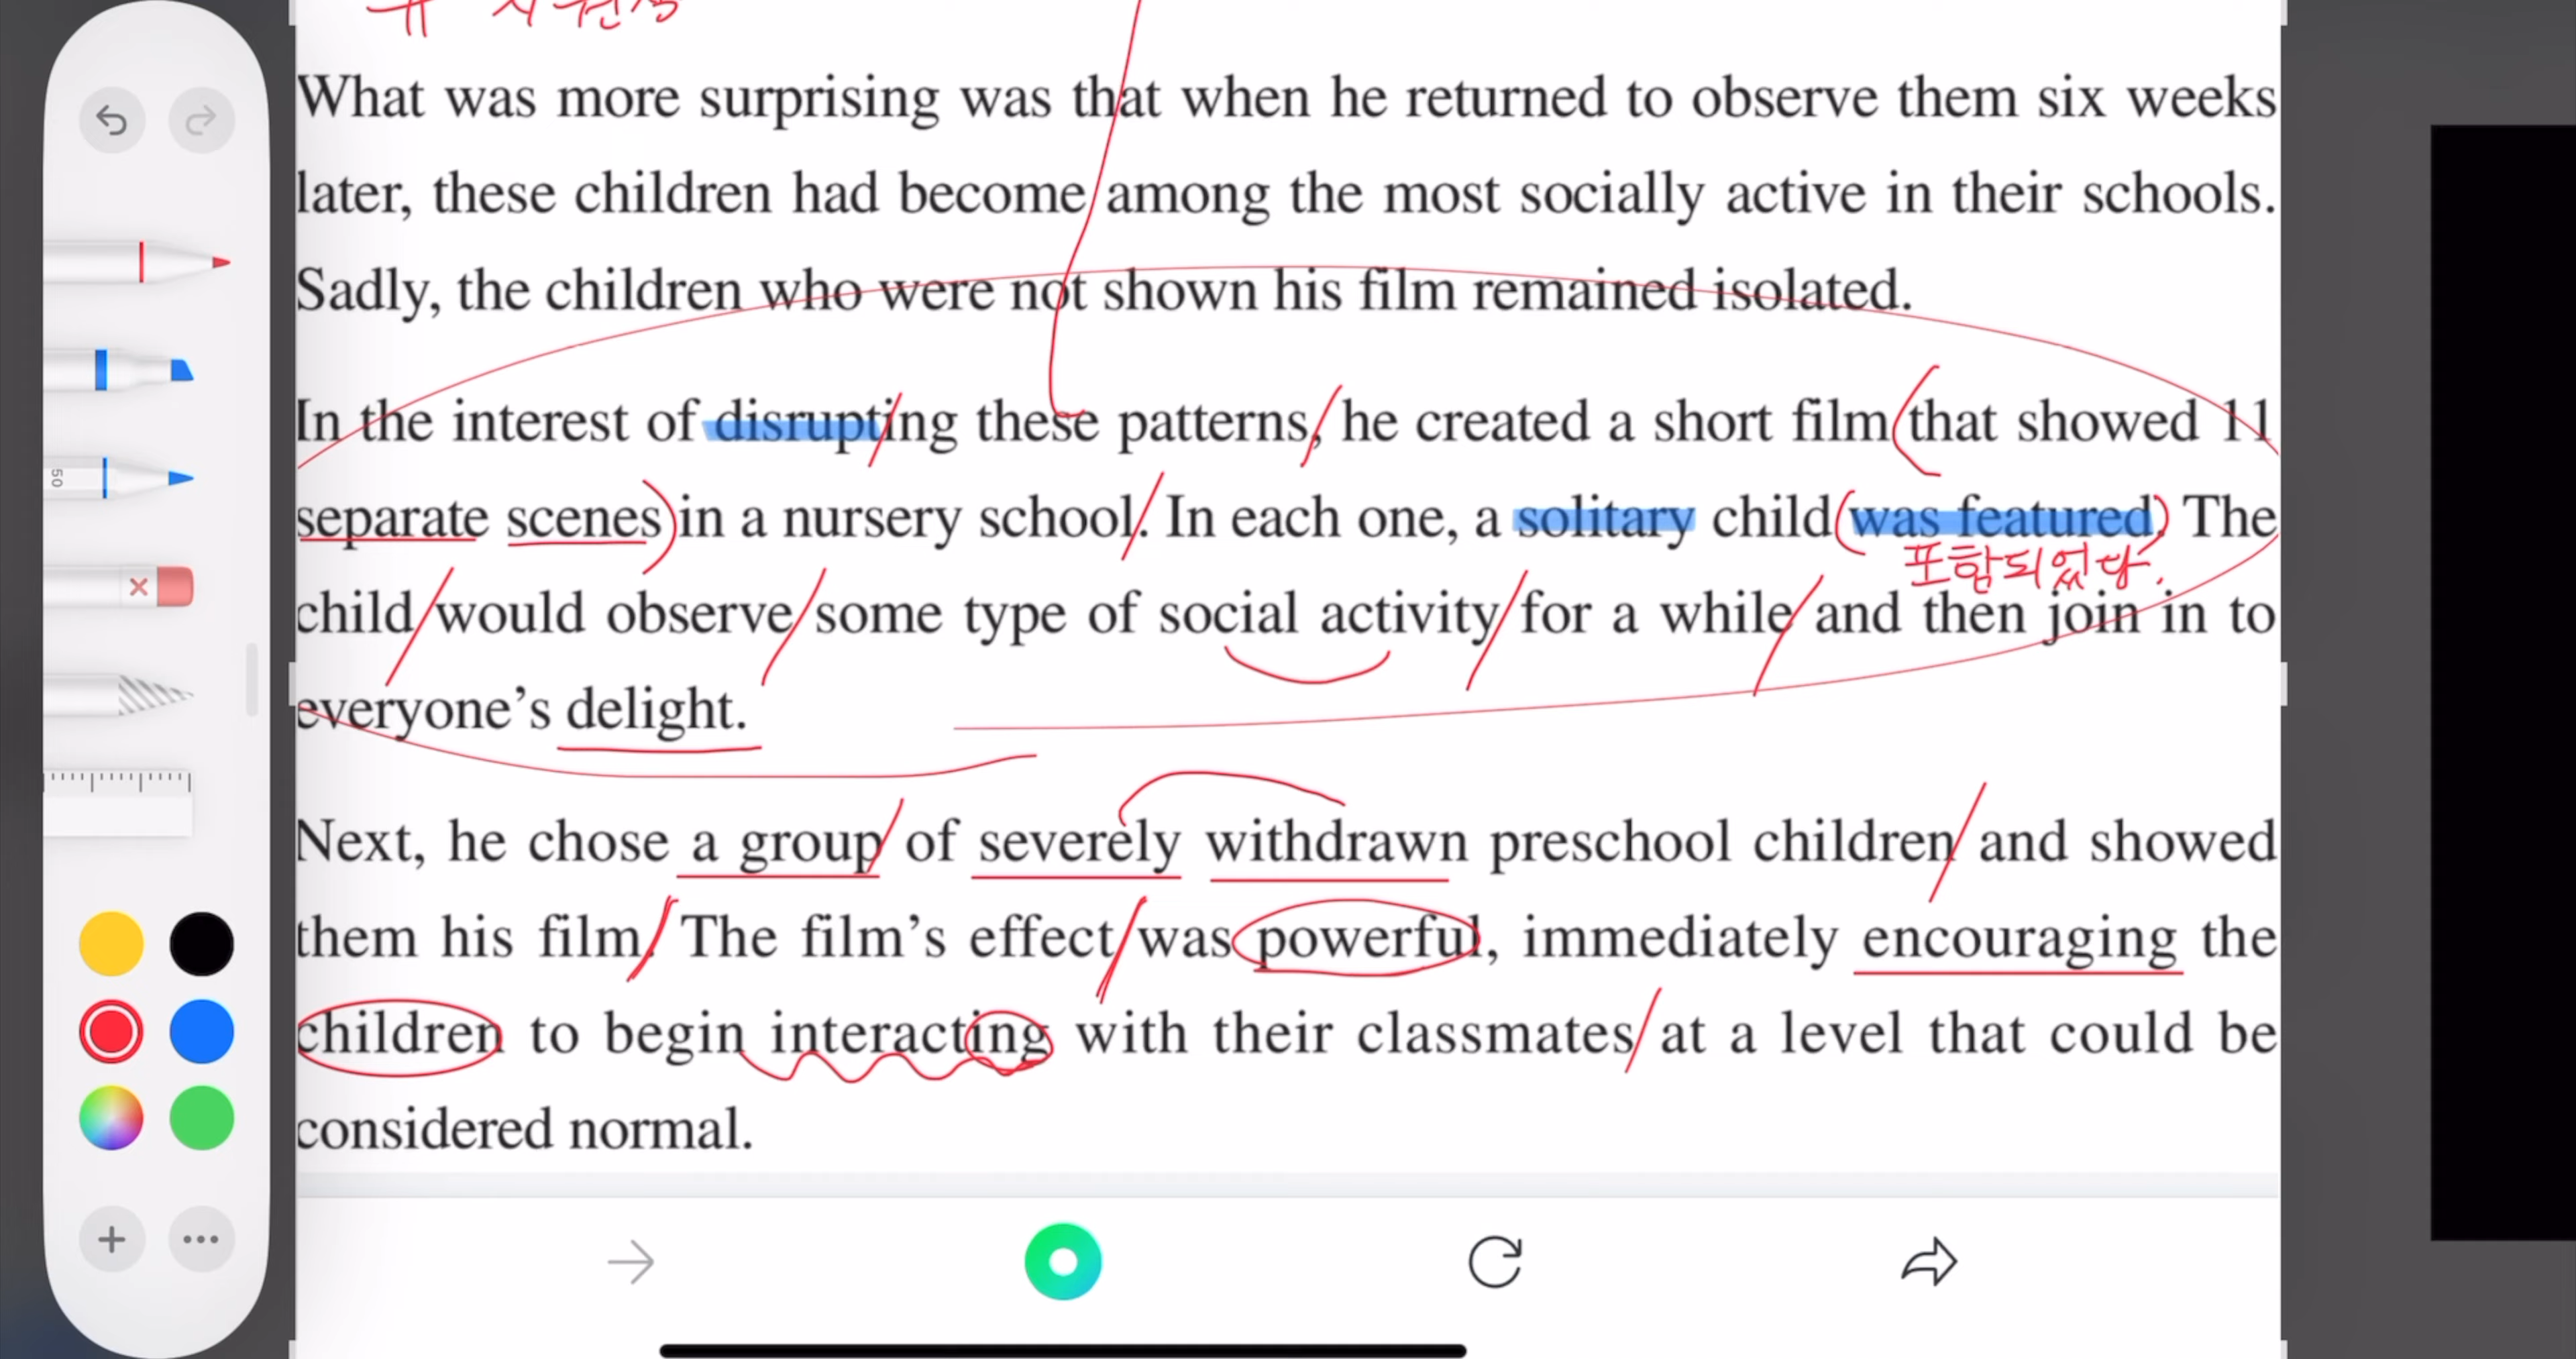 What was more surprising was that when he returned to observe them six weeks
later, these children had become among the most socially active in their schools.
Sadly, the children who were not shown his film remained isolated.
In the interest of disrupting these patterns, he created a short film that showed 11
separate scenes in a nursery school. In each one, a solitary child was featured. The
포함되었다.
child would observe some type of social activity for a while and then join in to
everyone's delight.
Next, he chose a group of severely withdrawn preschool children and showed
them his film. The film's effect was powerful, immediately encouraging the
children to begin interacting with their classmates at a level that could be
considered normal.
50